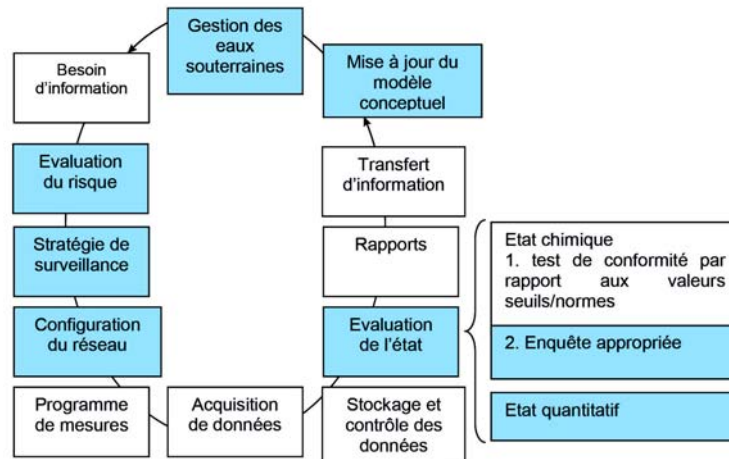 Gestion des
eaux
souterraines
Mise à jour du
modèle
conceptuel
Besoin
d'information
Evaluation
du risque
Transfert
d'information
Stratégie de
surveillance
Rapports
Etat chimique
1. test de conformité par
rapport aux valeurs
seuils/normes
Configuration
du réseau
Evaluation
de l'état
2. Enquête appropriée
Programme
de mesures
Acquisition
de données
Stockage et
contrôle des
données
Etat quantitatif